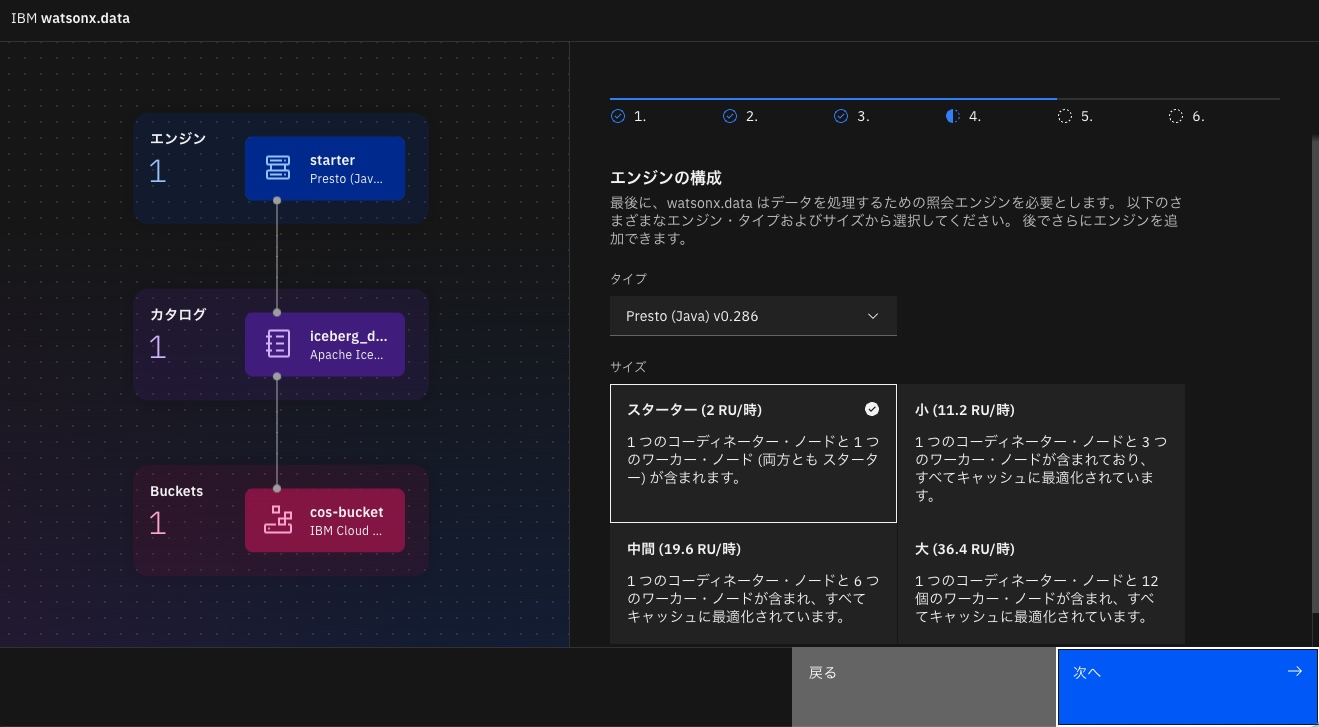 IBM watsonx.data
エンジン
1
starter
Presto (Jav...
カタログ
1
iceberg_d...
Apache Ice...
Buckets
1
cos-bucket
IBM Cloud ...
1.
2.
3.
4.
5.
6.
エンジンの構成
最後に、watsonx.data はデータを処理するための照会エンジンを必要とします。 以下のさ
まざまなエンジン・タイプおよびサイズから選択してください。 後でさらにエンジンを追
加できます。
タイプ
Presto (Java) v0.286
サイズ
スターター (2 RU/時)
1 つのコーディネーター・ノードと 1 つ
のワーカー・ノード (両方とも スタータ
ー) が含まれます。
小 (11.2 RU/時)
1 つのコーディネーター・ノードと 3 つ
のワーカー・ノードが含まれており、
すべてキャッシュに最適化されていま
す。
中間 (19.6 RU/時)
1 つのコーディネーター・ノードと 6 つ
のワーカー・ノードが含まれ、すべて
キャッシュに最適化されています。
大 (36.4 RU/時)
1 つのコーディネーター・ノードと 12
個のワーカー・ノードが含まれ、すべ
てキャッシュに最適化されています。
戻る
次へ